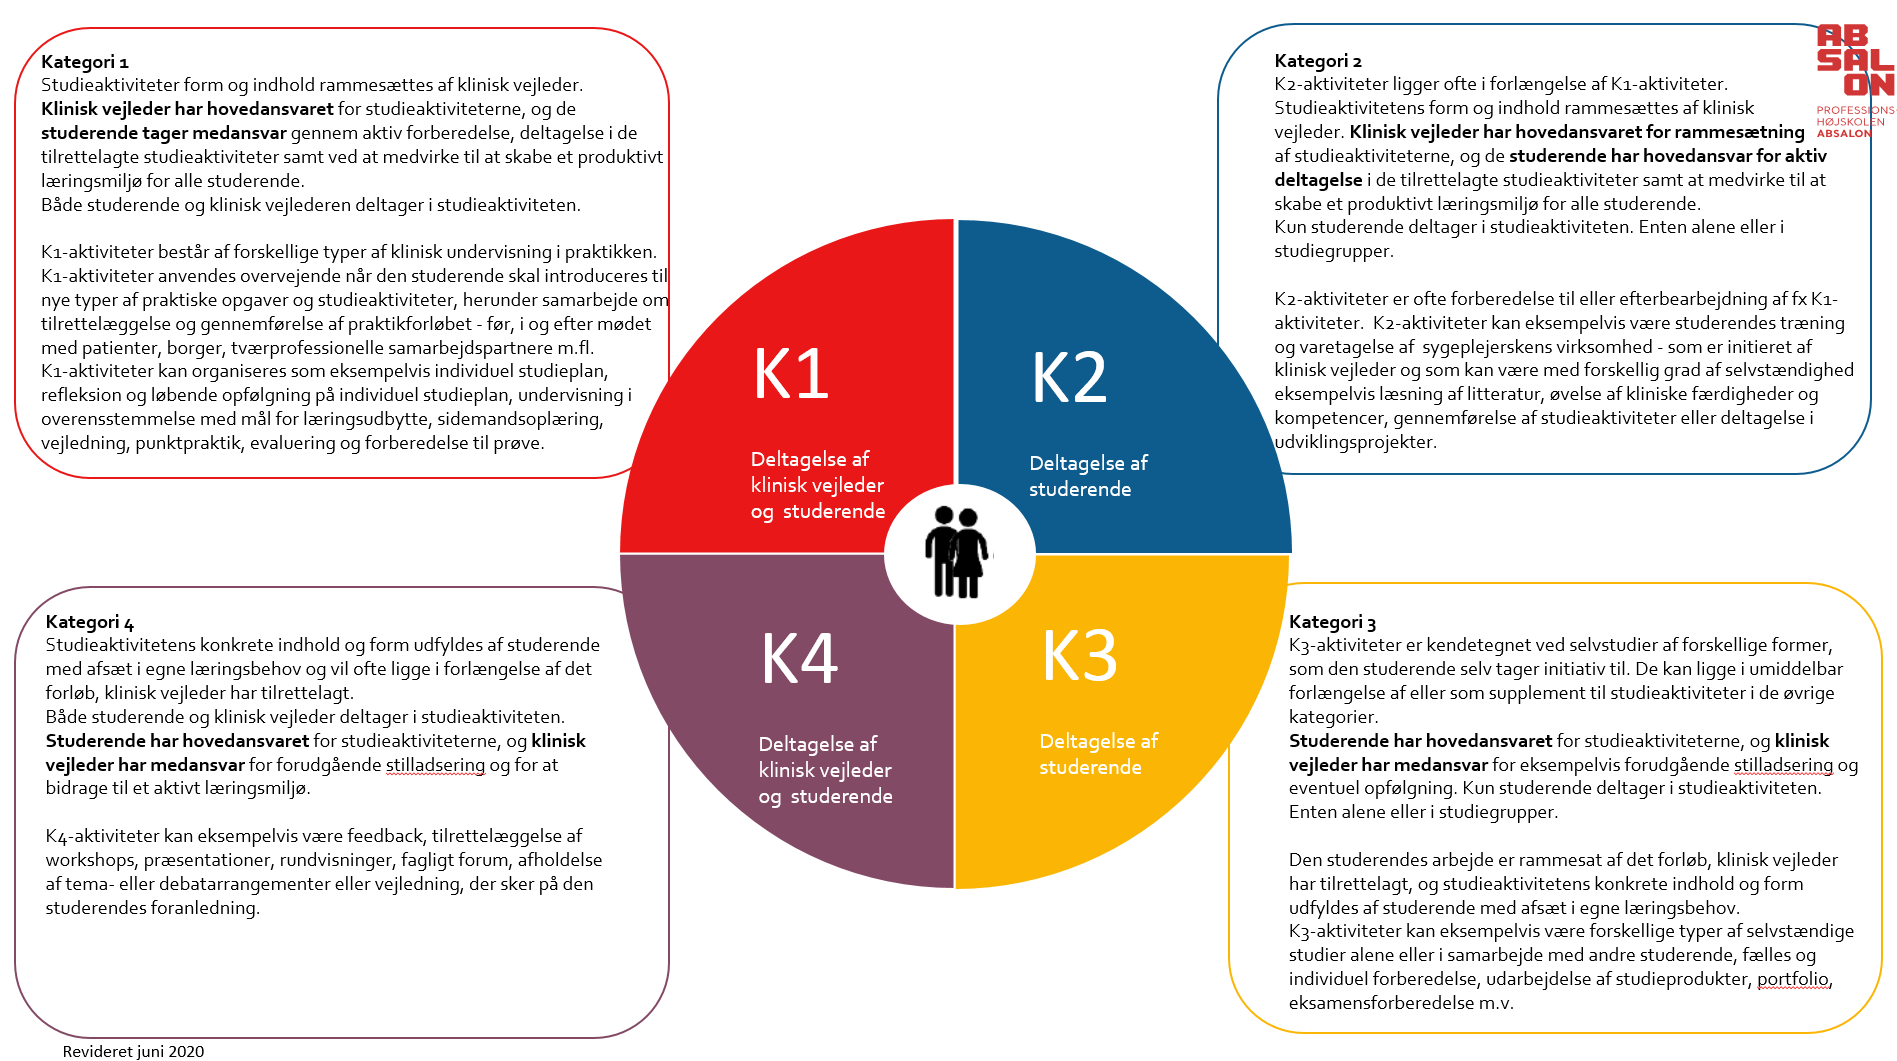 Kategori 1
Studieaktiviteter form og indhold rammesættes af klinisk vejleder.
Klinisk vejleder har hovedansvaret for studieaktiviteterne, og de
studerende tager medansvar gennem aktiv forberedelse, deltagelse i de
tilrettelagte studieaktiviteter samt ved at medvirke til at skabe et produktivt
læringsmiljø for alle studerende.
Både studerende og klinisk vejlederen deltager i studieaktiviteten.
K1-aktiviteter består af forskellige typer af klinisk undervisning i praktikken.
K1-aktiviteter anvendes overvejende når den studerende skal introduceres til
nye typer af praktiske opgaver og studieaktiviteter, herunder samarbejde om
tilrettelæggelse og gennemførelse af praktikforløbet - før, i og efter mødet
med patienter, borger, tværprofessionelle samarbejdspartnere m.fl.
K1-aktiviteter kan organiseres som eksempelvis individuel studieplan,
refleksion og løbende opfølgning på individuel studieplan, undervisning i
overensstemmelse med mål for læringsudbytte, sidemandsoplæring,
vejledning, punktpraktik, evaluering og forberedelse til prøve.
Kategori 2
K2-aktiviteter ligger ofte i forlængelse af K1-aktiviteter.
Studieaktivitetens form og indhold rammesættes af klinisk
vejleder. Klinisk vejleder har hovedansvaret for rammesætning
af studieaktiviteterne, og de studerende har hovedansvar for aktiv
deltagelse i de tilrettelagte studieaktiviteter samt at medvirke til at
skabe et produktivt læringsmiljø for alle studerende.
Kun studerende deltager i studieaktiviteten. Enten alene eller i
studiegrupper.
K2-aktiviteter er ofte forberedelse til eller efterbearbejdning af fx K1-
aktiviteter.  K2-aktiviteter kan eksempelvis være studerendes træning
og varetagelse af  sygeplejerskens virksomhed - som er initieret af
klinisk vejleder og som kan være med forskellig grad af selvstændighed
eksempelvis læsning af litteratur, øvelse af kliniske færdigheder og
kompetencer, gennemførelse af studieaktiviteter eller deltagelse i
udviklingsprojekter.
AB
SAL
ON
PROFESSIONS-
HØJSKOLEN
ABSALON
K1
Deltagelse af
klinisk vejleder
og  studerende
K2
Deltagelse af
studerende
K4
Deltagelse af
klinisk vejleder
og  studerende
K3
Deltagelse af
studerende
Kategori 4
Studieaktivitetens konkrete indhold og form udfyldes af studerende
med afsæt i egne læringsbehov og vil ofte ligge i forlængelse af det
forløb, klinisk vejleder har tilrettelagt.
Både studerende og klinisk vejleder deltager i studieaktiviteten.
Studerende har hovedansvaret for studieaktiviteterne, og klinisk
vejleder har medansvar for forudgående stilladsering og for at
bidrage til et aktivt læringsmiljø.
K4-aktiviteter kan eksempelvis være feedback, tilrettelæggelse af
workshops, præsentationer, rundvisninger, fagligt forum, afholdelse
af tema- eller debatarrangementer eller vejledning, der sker på den
studerendes foranledning.
Kategori 3
K3-aktiviteter er kendetegnet ved selvstudier af forskellige former,
som den studerende selv tager initiativ til. De kan ligge i umiddelbar
forlængelse af eller som supplement til studieaktiviteter i de øvrige
kategorier.
Studerende har hovedansvaret for studieaktiviteterne, og klinisk
vejleder har medansvar for eksempelvis forudgående stilladsering og
eventuel opfølgning. Kun studerende deltager i studieaktiviteten.
Enten alene eller i studiegrupper.
Den studerendes arbejde er rammesat af det forløb, klinisk vejleder
har tilrettelagt, og studieaktivitetens konkrete indhold og form
udfyldes af studerende med afsæt i egne læringsbehov.
K3-aktiviteter kan eksempelvis være forskellige typer af selvstændige
studier alene eller i samarbejde med andre studerende, fælles og
individuel forberedelse, udarbejdelse af studieprodukter, portfolio,
eksamensforberedelse m.v.
Revideret juni 2020